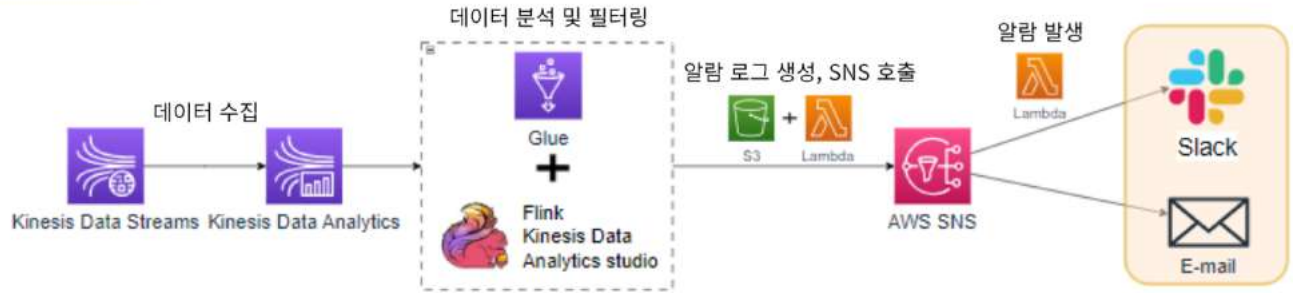 데이터 분석 및 필터링
알람 발생
알람 로그 생성, SNS 호출
데이터 수집
Glue
S3
Lambda
Lambda
Slack
Kinesis Data Streams
Kinesis Data Analytics
Flink
Kinesis Data
Analytics studio
AWS SNS
E-mail